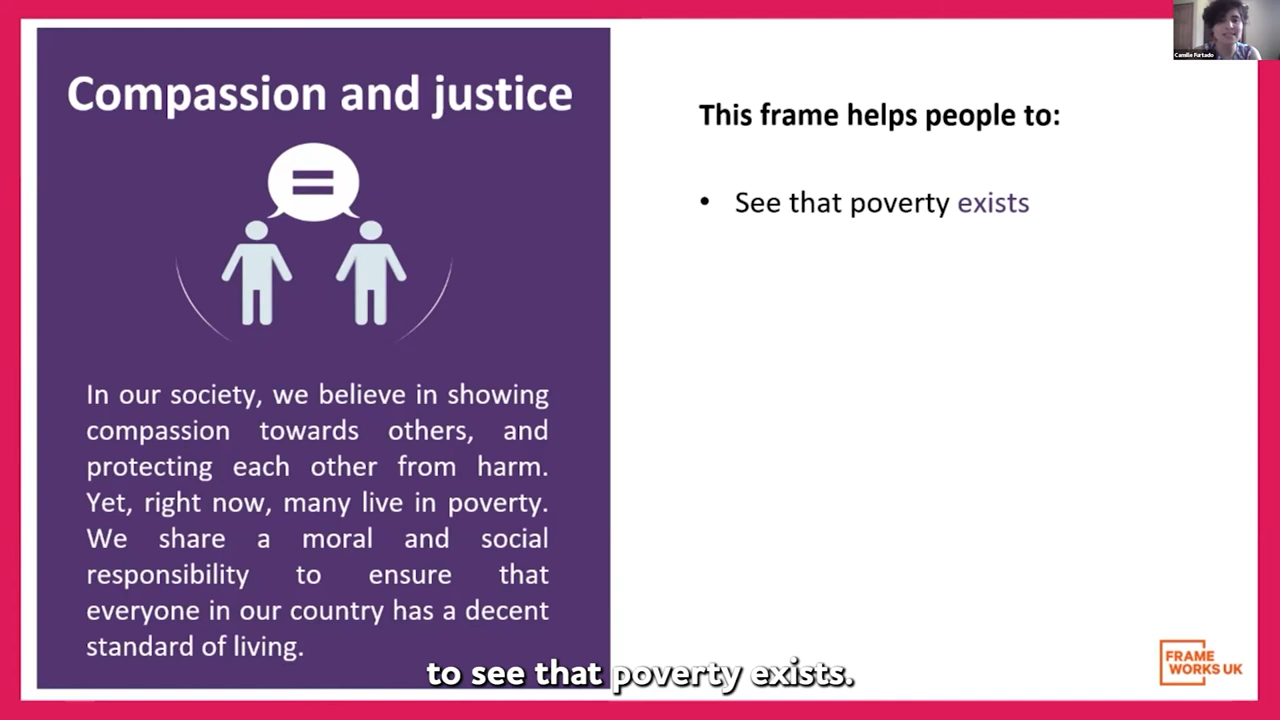 Compassion and justice
=
In our society, we believe in showing
compassion towards others, and
protecting each other from harm.
Yet, right now, many live in poverty.
We share a moral and social
responsibility to ensure that
everyone in our country has a decent
standard of living.
This frame helps people to:
• See that poverty exists
Camille Furtado
FRAME
WORKS UK
to see that poverty exists.